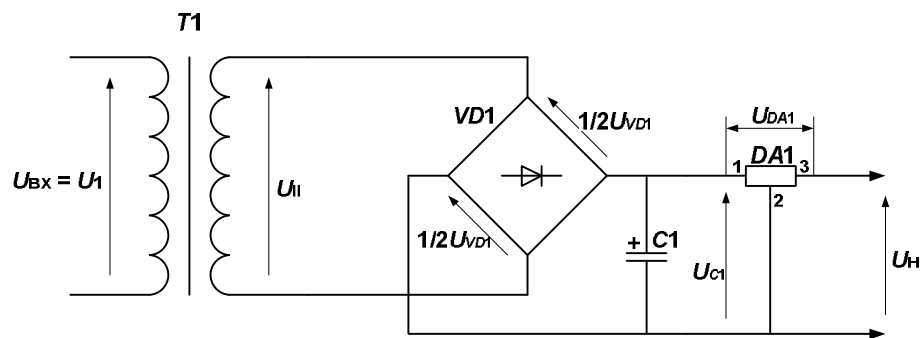 T1
VD1
1/2UVD1
UDA1
1 DA1 3
2
UВХ = U1
UII
1/2UVD1
+ C1
UC1
UН